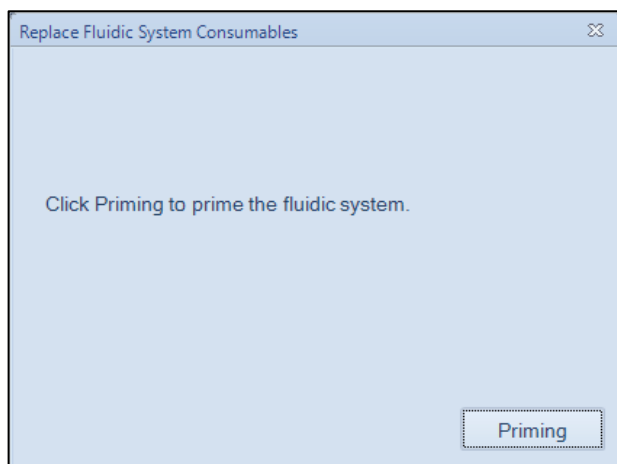 Replace Fluidic System Consumables
Click Priming to prime the fluidic system.
Priming